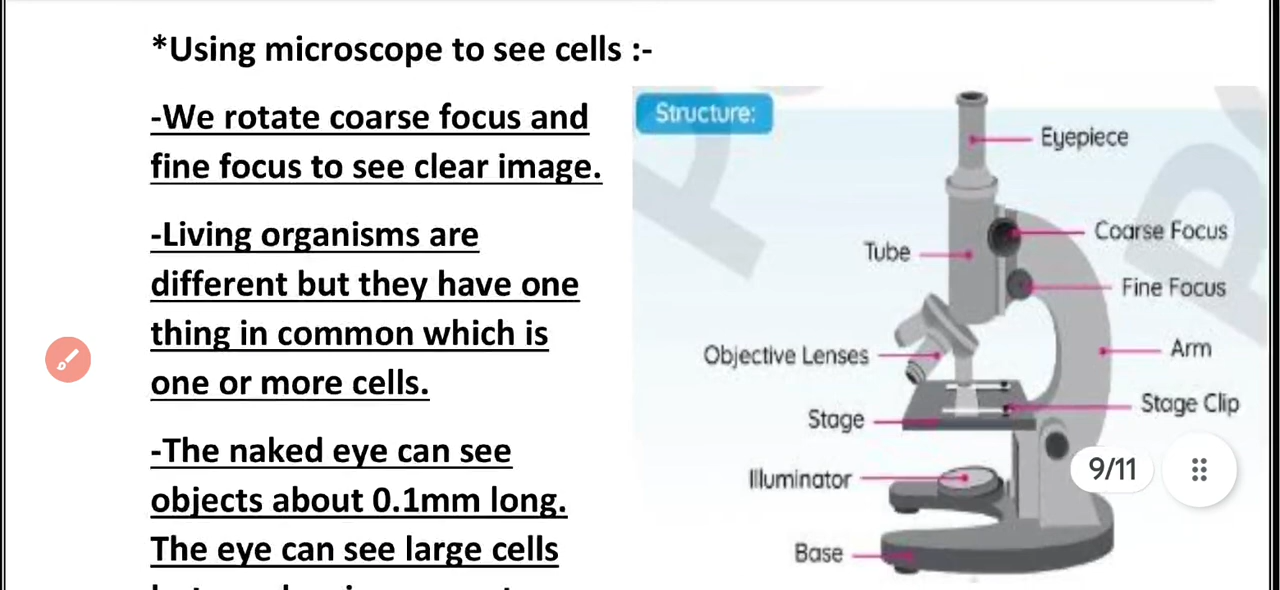 *Using microscope to see cells :-
-We rotate coarse focus and
fine focus to see clear image.
-Living organisms are
different but they have one
thing in common which is
one or more cells.
-The naked eye can see
objects about 0.1mm long.
The eye can see large cells
Structure:
Eyepiece
Coarse Focus
Tube
Fine Focus
Arm
Objective Lenses
Stage Clip
Stage
Illuminator
9/11
Base